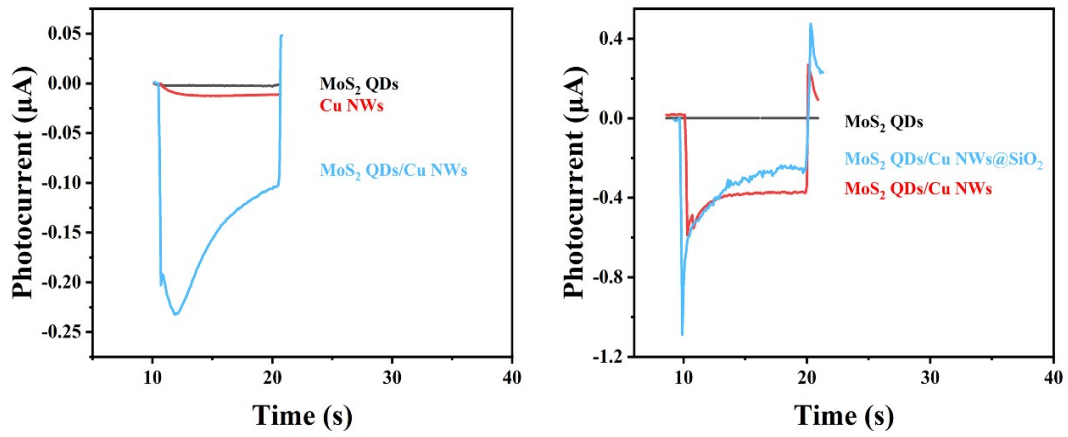 0.05
0.00
-0.05
-0.10
-0.15
-0.20
-0.25
10
20
30
40
Photocurrent (μA)
Time (s)
MoS₂ QDs
Cu NWs
MoS₂ QDs/Cu NWs
0.4
0.0
-0.4
-0.8
-1.2
10
20
30
40
Photocurrent (μA)
Time (s)
MoS₂ QDs
MoS₂ QDs/Cu NWs@SiO₂
MoS₂ QDs/Cu NWs